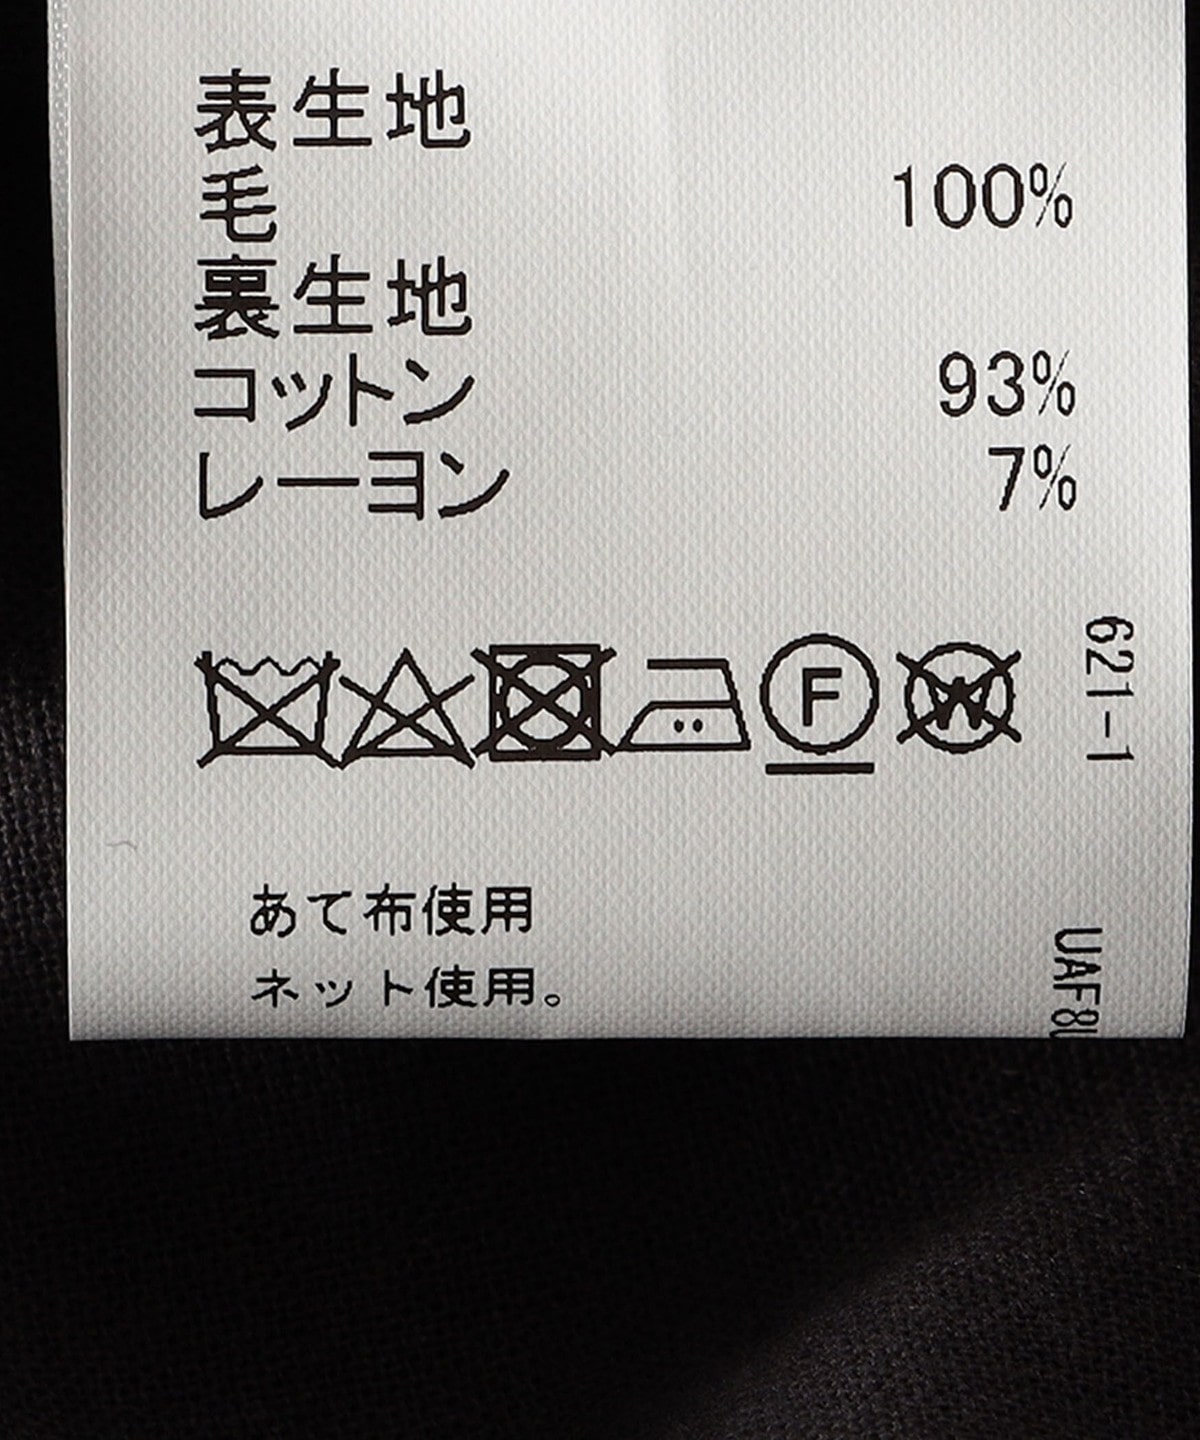 表生地
毛 100%
裏生地
コットン 93%
レーヨン 7%
F
W
621-1
あて布使用
ネット使用。